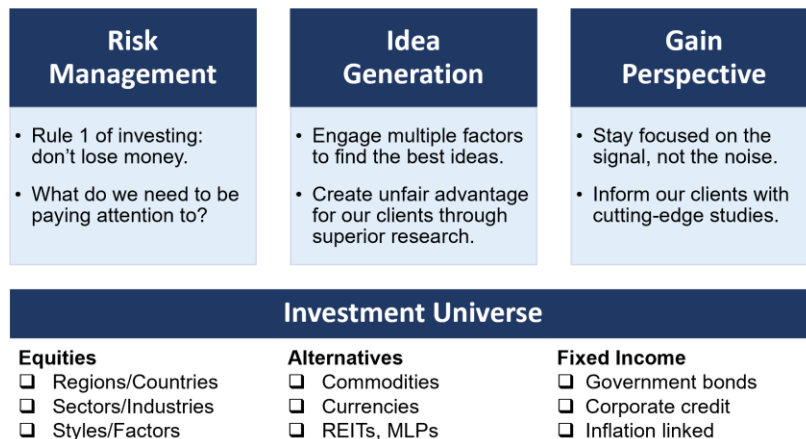 Risk
Management
• Rule 1 of investing:
don't lose money.
• What do we need to be
paying attention to?
Idea
Generation
• Engage multiple factors
to find the best ideas.
• Create unfair advantage
for our clients through
superior research.
Gain
Perspective
• Stay focused on the
signal, not the noise.
• Inform our clients with
cutting-edge studies.
Investment Universe
Equities
❑ Regions/Countries
❑ Sectors/Industries
❑ Styles/Factors
Alternatives
❑ Commodities
❑ Currencies
❑ REITs, MLPs
Fixed Income
❑ Government bonds
❑ Corporate credit
❑ Inflation linked